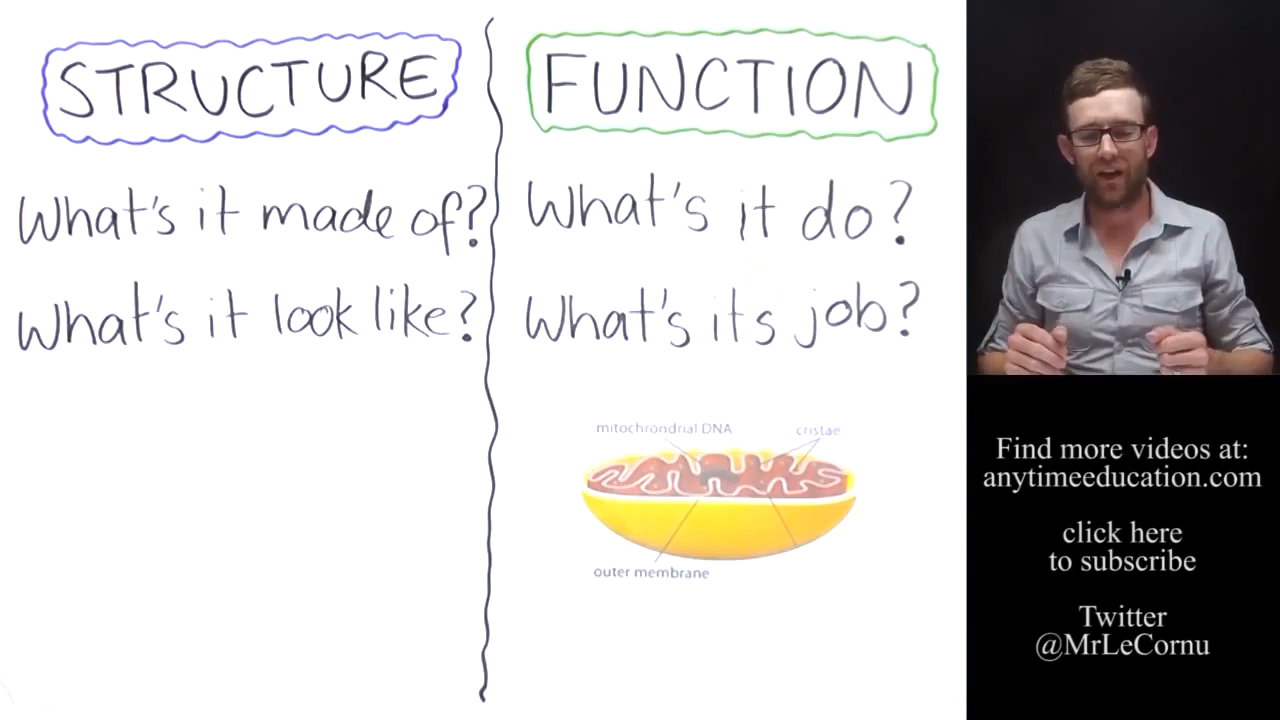 STRUCTURE
What's it made of?
What's it look like?
FUNCTION
What's it do?
What's its job?
mitochrondrial DNA
cristae
outer membrane
Find more videos at:
anytimeeducation.com
click here
to subscribe
Twitter
@MrLeCornu